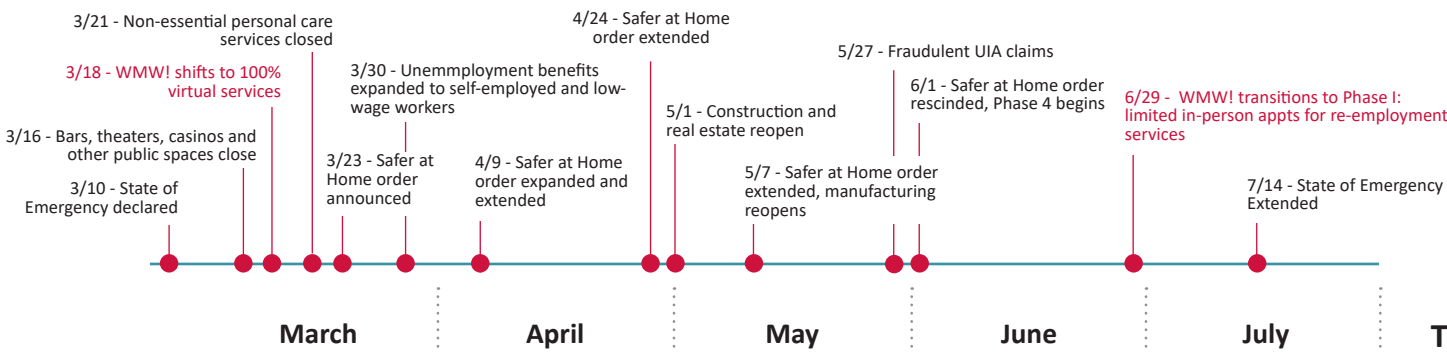 3/10 - State of
Emergency declared
3/16 - Bars, theaters, casinos and
other public spaces close
3/18 - WMW! shifts to 100%
virtual services
3/21 - Non-essential personal care
services closed
3/23 - Safer at
Home order
announced
3/30 - Unemmployment benefits
expanded to self-employed and low-
wage workers
4/9 - Safer at Home
order expanded and
extended
4/24 - Safer at Home
order extended
5/1 - Construction and
real estate reopen
5/7 - Safer at Home order
extended, manufacturing
reopens
5/27 - Fraudulent UIA claims
6/1 - Safer at Home order
rescinded, Phase 4 begins
6/29 - WMW! transitions to Phase I:
limited in-person appts for re-employment
services
7/14 - State of Emergency
Extended
March
April
May
June
July
T